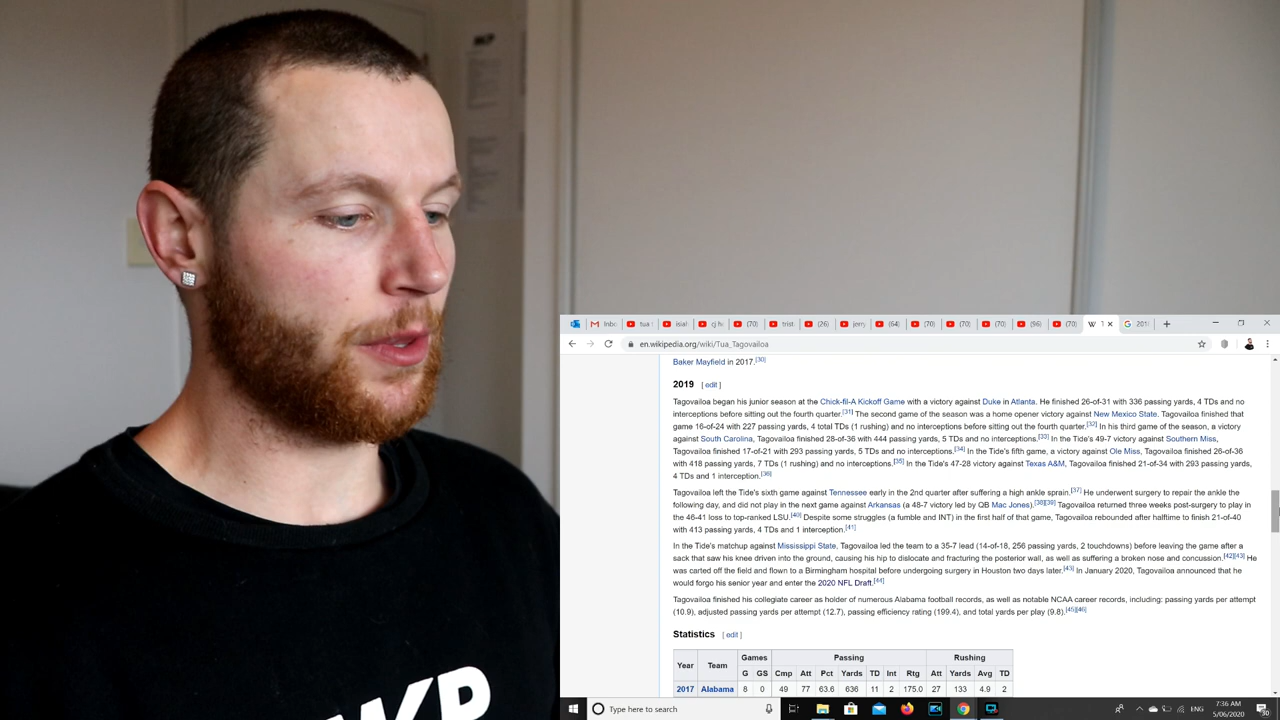 Inbo
tua
isial
cj h
(70)
trist
(26)
jerry
(64)
(70)
(70)
(70)
(96)
(70)
W T
201
en.wikipedia.org/wiki/Tua_Tagovailoa
Baker Mayfield in 2017.[30]
2019 [ edit ]
Tagovailoa began his junior season at the Chick-fil-A Kickoff Game with a victory against Duke in Atlanta. He finished 26-of-31 with 336 passing yards, 4 TDs and no
interceptions before sitting out the fourth quarter.[31] The second game of the season was a home opener victory against New Mexico State. Tagovailoa finished that
game 16-of-24 with 227 passing yards, 4 total TDs (1 rushing) and no interceptions before sitting out the fourth quarter.[32] In his third game of the season, a victory
against South Carolina, Tagovailoa finished 28-of-36 with 444 passing yards, 5 TDs and no interceptions.[33] In the Tide's 49-7 victory against Southern Miss,
Tagovailoa finished 17-of-21 with 293 passing yards, 5 TDs and no interceptions.[34] In the Tide's fifth game, a victory against Ole Miss, Tagovailoa finished 26-of-36
with 418 passing yards, 7 TDs (1 rushing) and no interceptions.[35] In the Tide's 47-28 victory against Texas A&M, Tagovailoa finished 21-of-34 with 293 passing yards,
4 TDs and 1 interception.[36]
Tagovailoa left the Tide's sixth game against Tennessee early in the 2nd quarter after suffering a high ankle sprain.[37] He underwent surgery to repair the ankle the
following day, and did not play in the next game against Arkansas (a 48-7 victory led by QB Mac Jones).[38][39] Tagovailoa returned three weeks post-surgery to play in
the 46-41 loss to top-ranked LSU.[40] Despite some struggles (a fumble and INT) in the first half of that game, Tagovailoa rebounded after halftime to finish 21-of-40
with 413 passing yards, 4 TDs and 1 interception.[41]
In the Tide's matchup against Mississippi State, Tagovailoa led the team to a 35-7 lead (14-of-18, 256 passing yards, 2 touchdowns) before leaving the game after a
sack that saw his knee driven into the ground, causing his hip to dislocate and fracturing the posterior wall, as well as suffering a broken nose and concussion.[42][43] He
was carted off the field and flown to a Birmingham hospital before undergoing surgery in Houston two days later.[43] In January 2020, Tagovailoa announced that he
would forgo his senior year and enter the 2020 NFL Draft.[44]
Tagovailoa finished his collegiate career as holder of numerous Alabama football records, as well as notable NCAA career records, including: passing yards per attempt
(10.9), adjusted passing yards per attempt (12.7), passing efficiency rating (199.4), and total yards per play (9.8).[45][46]
Statistics [ edit ]
Year Team Games Passing Rushing
G GS Cmp Att Pct Yards TD Int Rtg Att Yards Avg TD
2017 Alabama 8 0 49 77 63.6 636 11 2 175.0 27 133 4.9 2
Type here to search
ENG
7:36 AM
5/06/2020